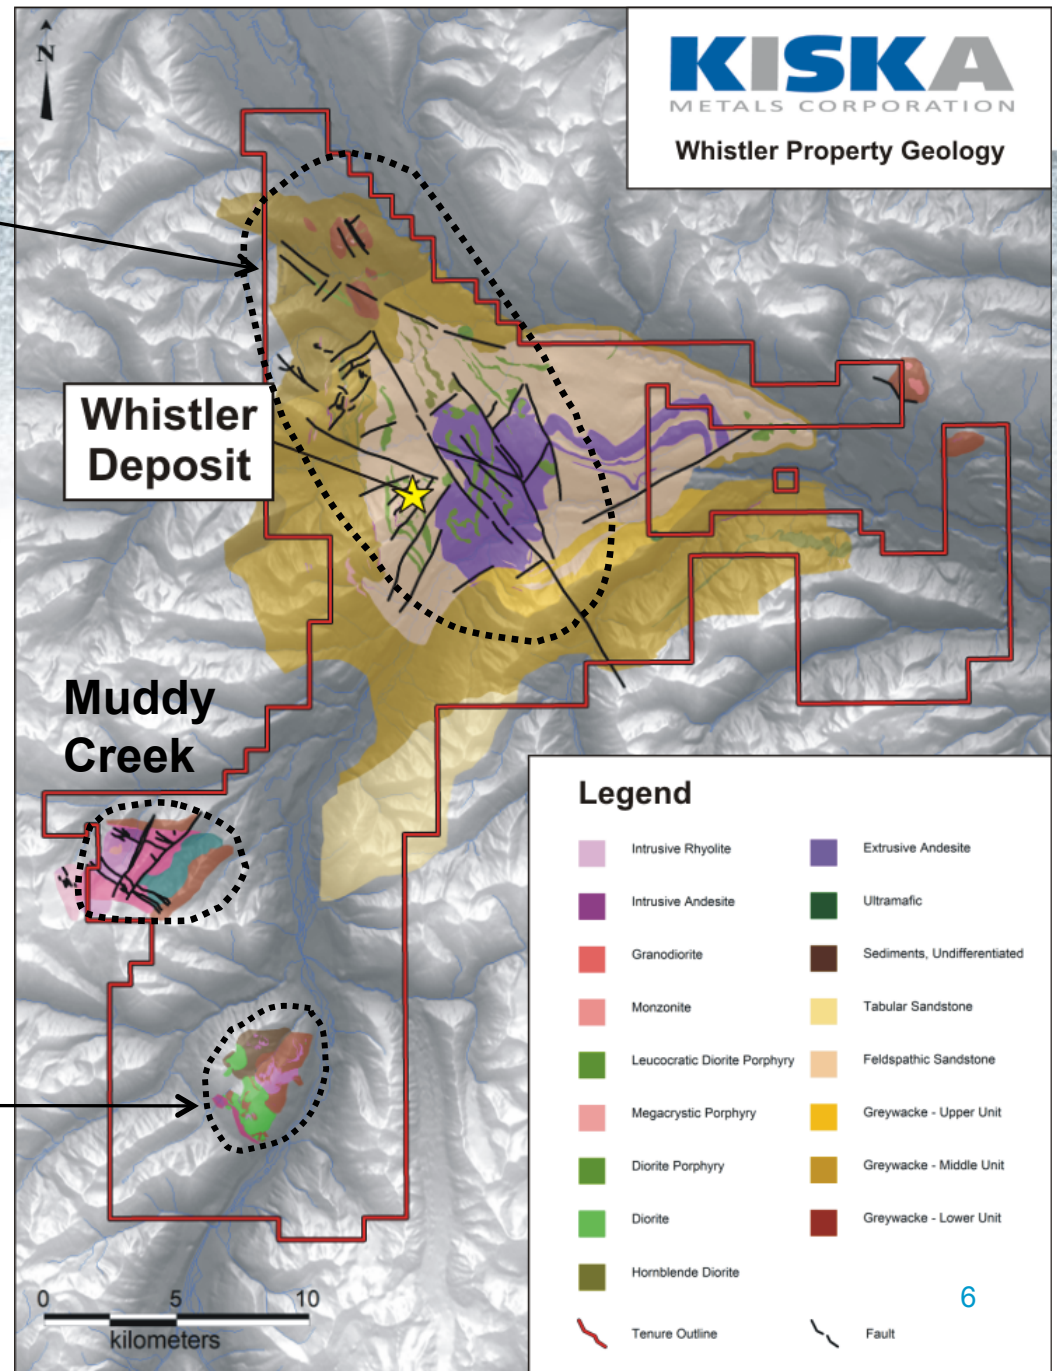 N
KISKA
METALS CORPORATION
Whistler Property Geology
Whistler
Deposit
Muddy
Creek
Legend
Intrusive Rhyolite
Intrusive Andesite
Granodiorite
Monzonite
Leucocratic Diorite Porphyry
Megacrystic Porphyry
Diorite Porphyry
Diorite
Hornblende Diorite
Tenure Outline
Extrusive Andesite
Ultramafic
Sediments, Undifferentiated
Tabular Sandstone
Feldspathic Sandstone
Greywacke - Upper Unit
Greywacke - Middle Unit
Greywacke - Lower Unit
Fault
6
0 5 10
kilometers